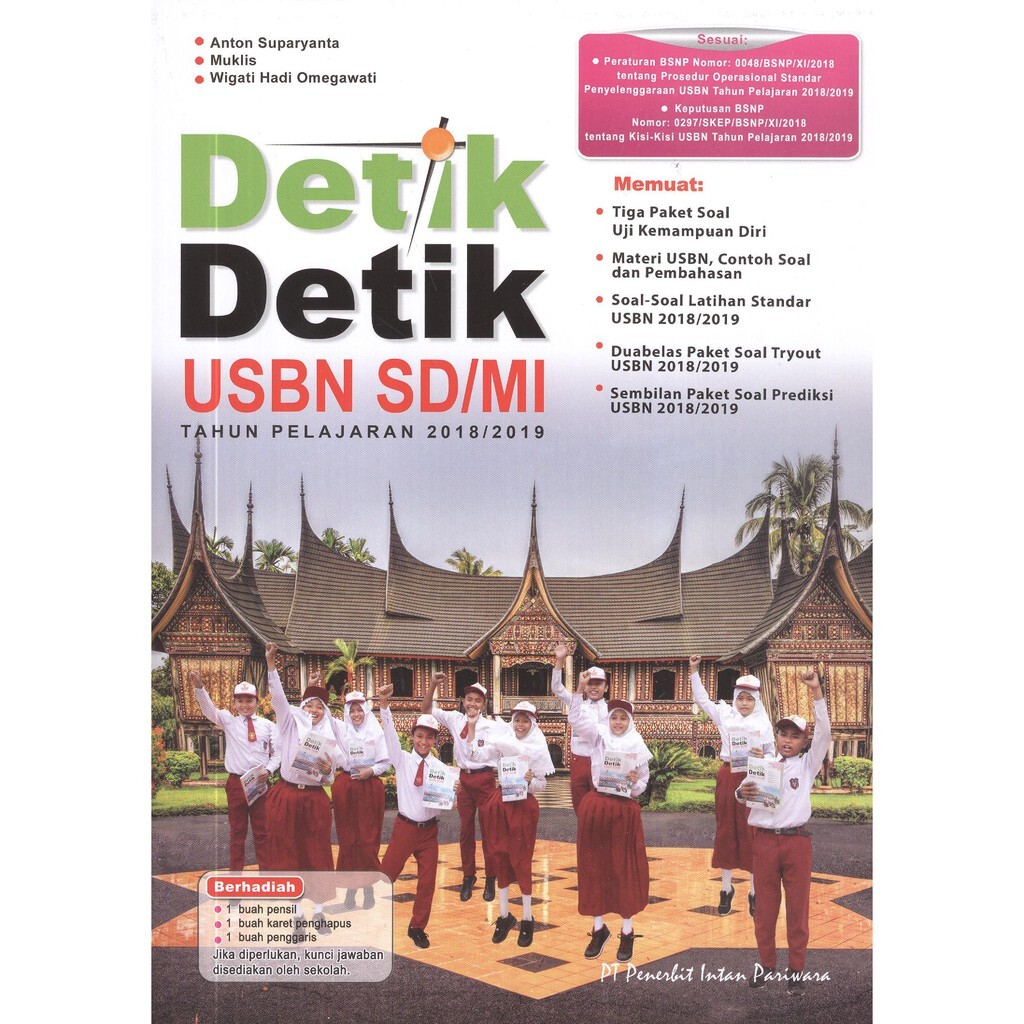 Anton Suparyanta
Muklis
Wigati Hadi Omegawati
Sesuai:
Peraturan BSNP Nomor: 0048/BSNP/XI/2018
tentang Prosedur Operasional Standar
Penyelenggaraan USBN Tahun Pelajaran 2018/2019
Keputusan BSNP
Nomor: 0297/SKEP/BSNP/XI/2018
tentang Kisi-Kisi USBN Tahun Pelajaran 2018/2019
Detik
Detik
USBN SD/MI
TAHUN PELAJARAN 2018/2019
Memuat:
Tiga Paket Soal
Uji Kemampuan Diri
Materi USBN, Contoh Soal
dan Pembahasan
Soal-Soal Latihan Standar
USBN 2018/2019
Duabelas Paket Soal Tryout
USBN 2018/2019
Sembilan Paket Soal Prediksi
USBN 2018/2019
Detik
Detik
Berhadiah
1 buah pensil
1 buah karet penghapus
1 buah penggaris
Jika diperlukan, kunci jawaban
disediakan oleh sekolah.
PT Penerbit Intan Pariwara